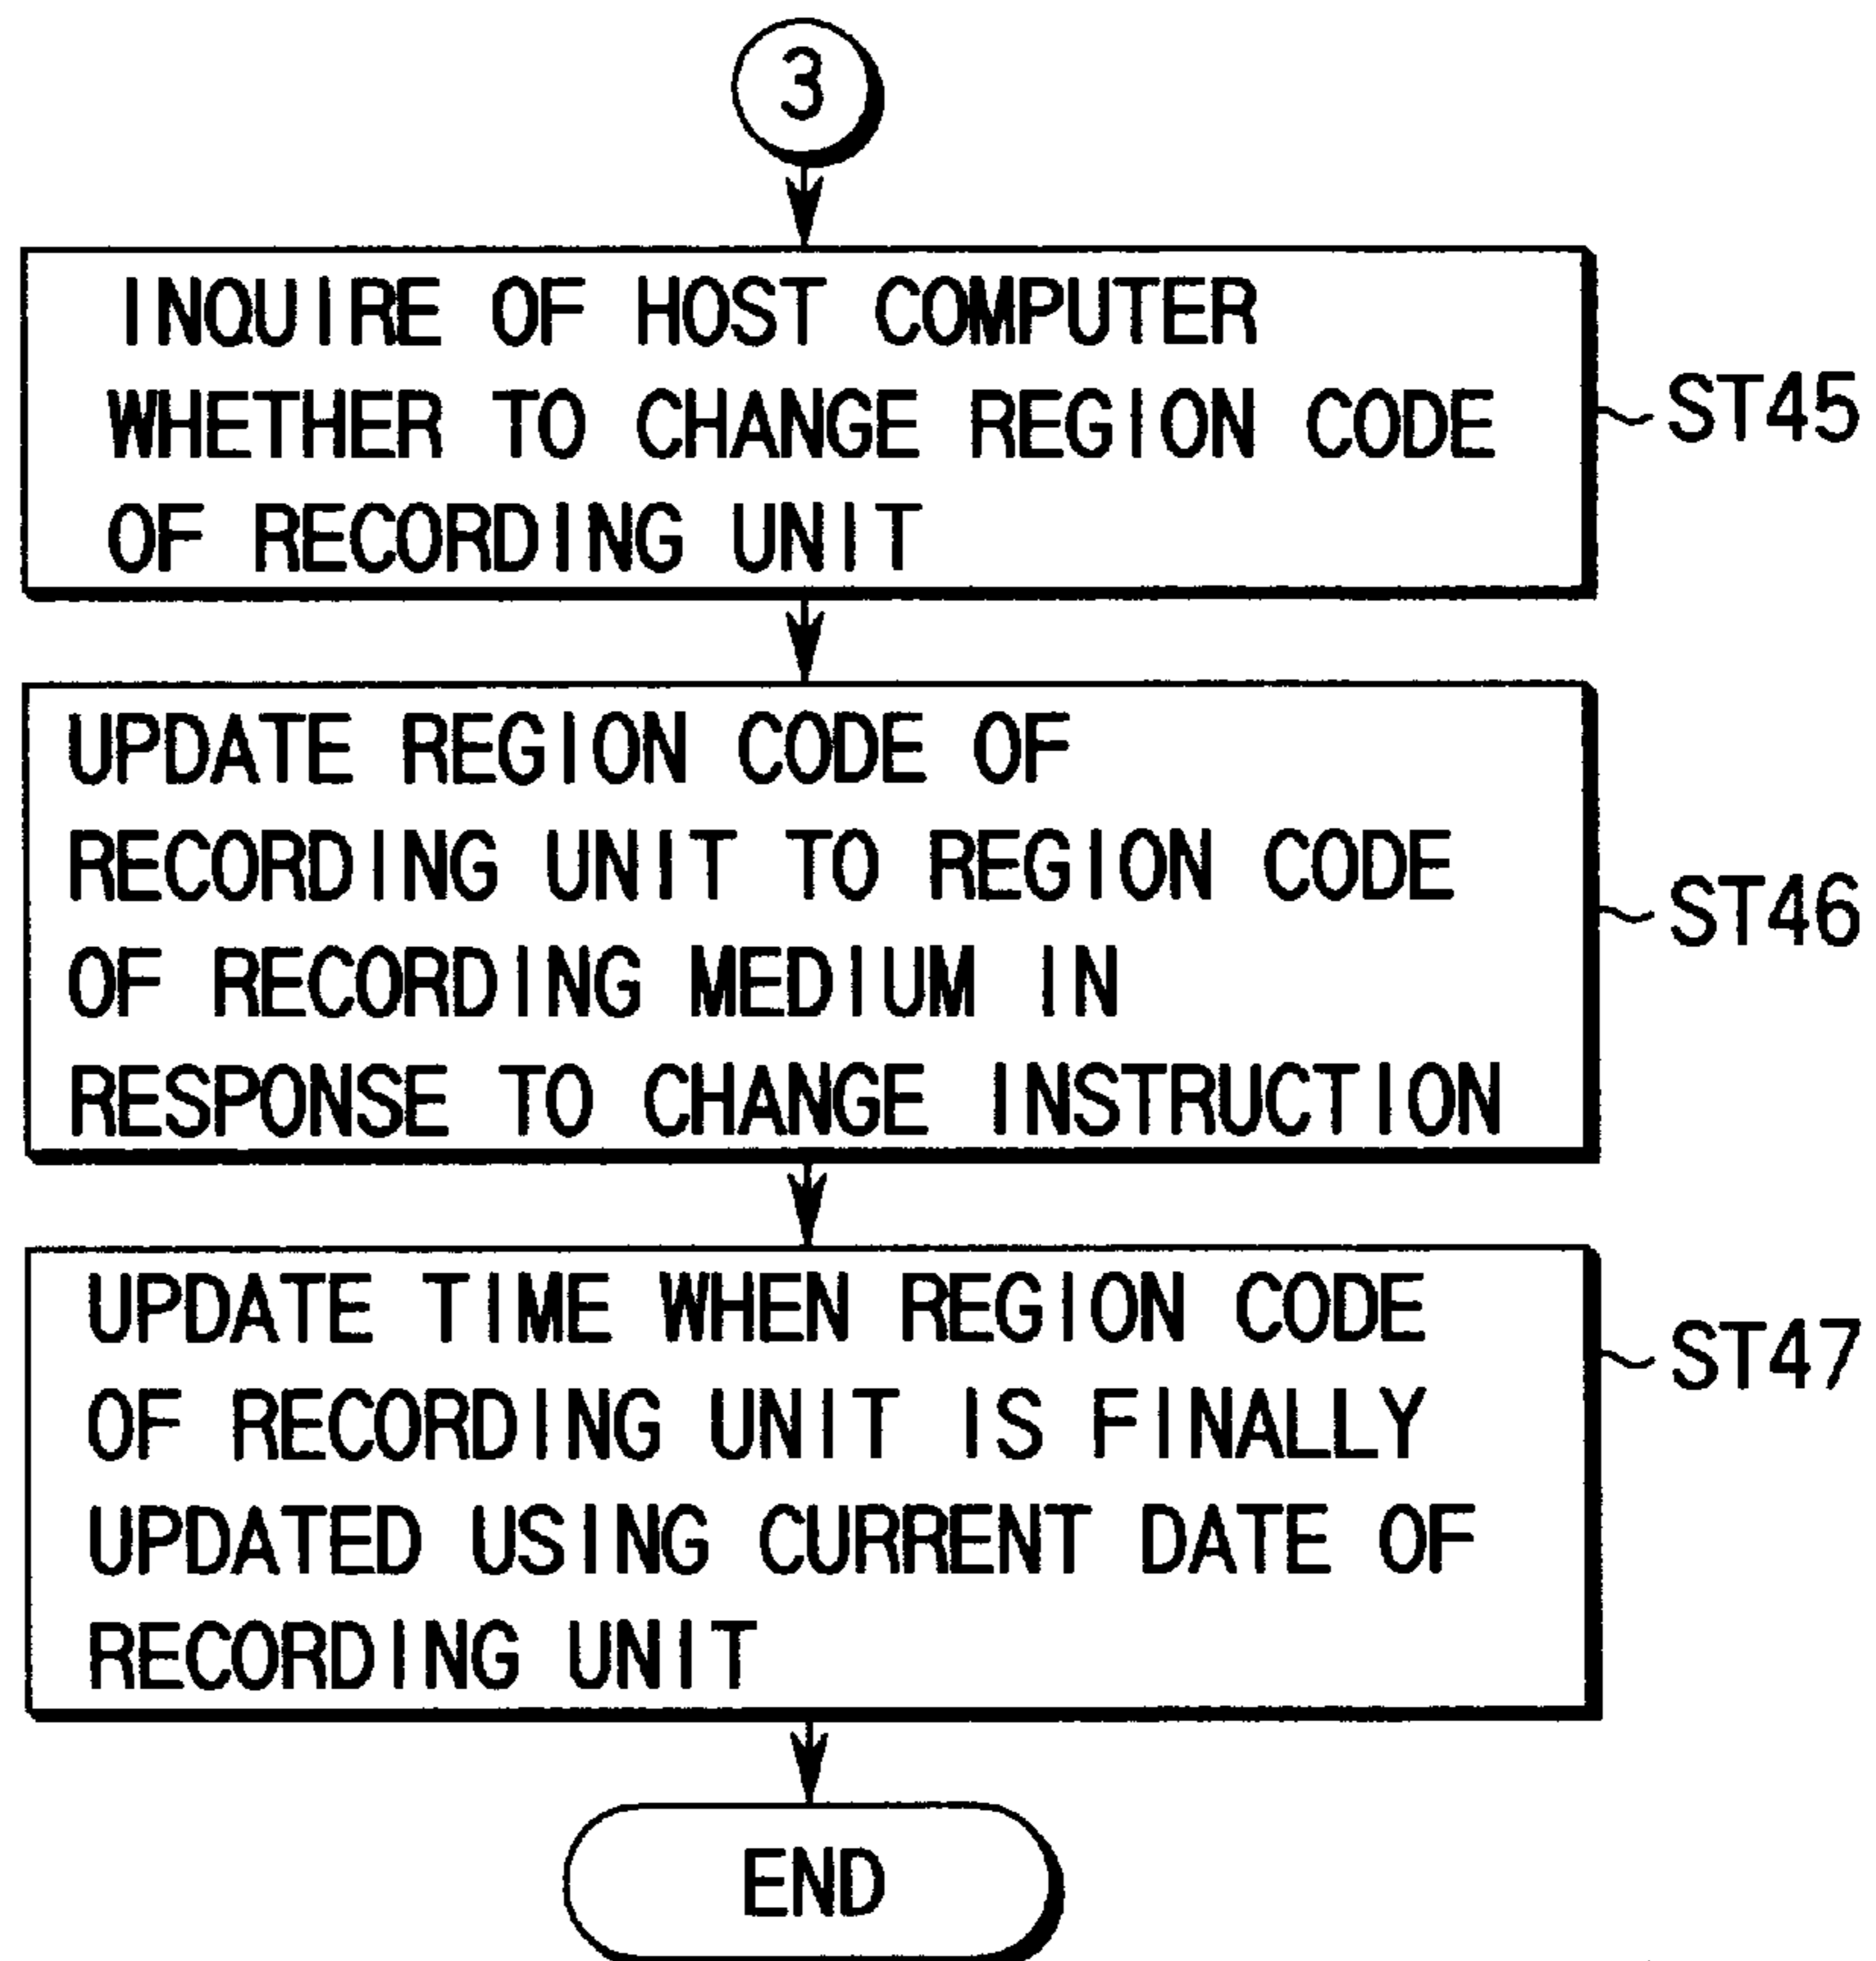 3
INQUIRE OF HOST COMPUTER
WHETHER TO CHANGE REGION CODE
OF RECORDING UNIT
ST45
UPDATE REGION CODE OF
RECORDING UNIT TO REGION CODE
OF RECORDING MEDIUM IN
RESPONSE TO CHANGE INSTRUCTION
ST46
UPDATE TIME WHEN REGION CODE
OF RECORDING UNIT IS FINALLY
UPDATED USING CURRENT DATE OF
RECORDING UNIT
ST47
END